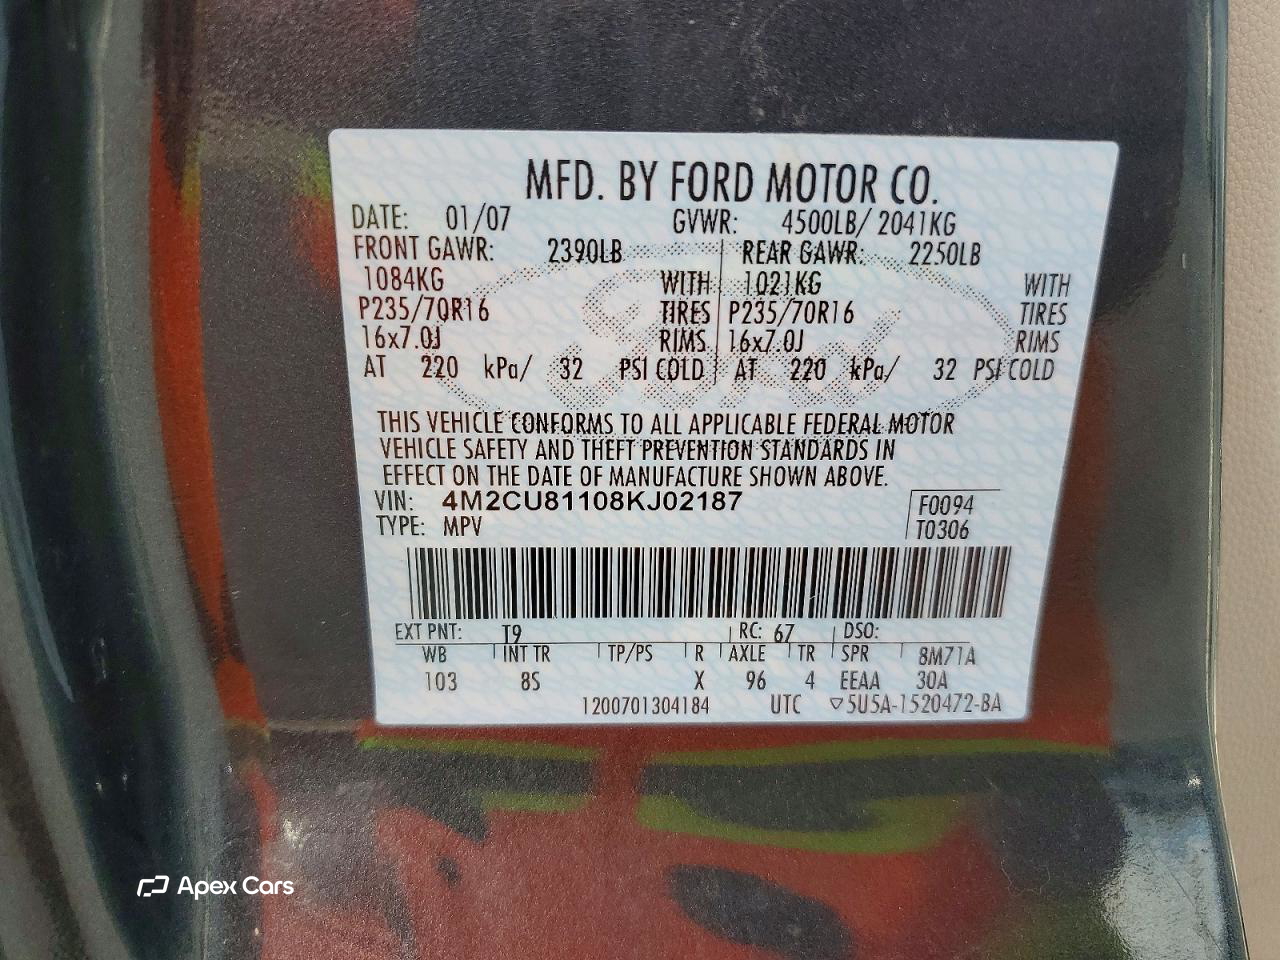 MFD. BY FORD MOTOR CO.
DATE: 01/07 GVWR: 4500LB/ 2041KG
FRONT GAWR: 2390LB REAR GAWR: 2250LB
1084KG WITH 1021KG WITH
P235/70R16 TIRES P235/70R16 TIRES
16x7.0J RIMS 16x7.0J RIMS
AT 220 kPa/ 32 PSI COLD AT 220 kPa/ 32 PSI COLD
THIS VEHICLE CONFORMS TO ALL APPLICABLE FEDERAL MOTOR
VEHICLE SAFETY AND THEFT PREVENTION STANDARDS IN
EFFECT ON THE DATE OF MANUFACTURE SHOWN ABOVE.
VIN: 4M2CU81108KJ02187 F0094
TYPE: MPV T0306
EXT PNT: T9 RC: 67 DSO:
WB INT TR TP/PS R AXLE TR SPR 8M71A
103 8S X 96 4 EEAA 30A
1200701304184 UTC ▽5U5A-1520472-BA
Ford
Apex Cars